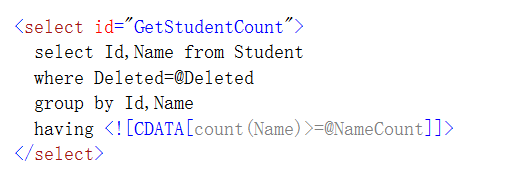 <select id="GetStudentCount">
select Id,Name from Student
where Deleted=@Deleted
group by Id,Name
having <![CDATA[count(Name)>=@NameCount]]>
</select>